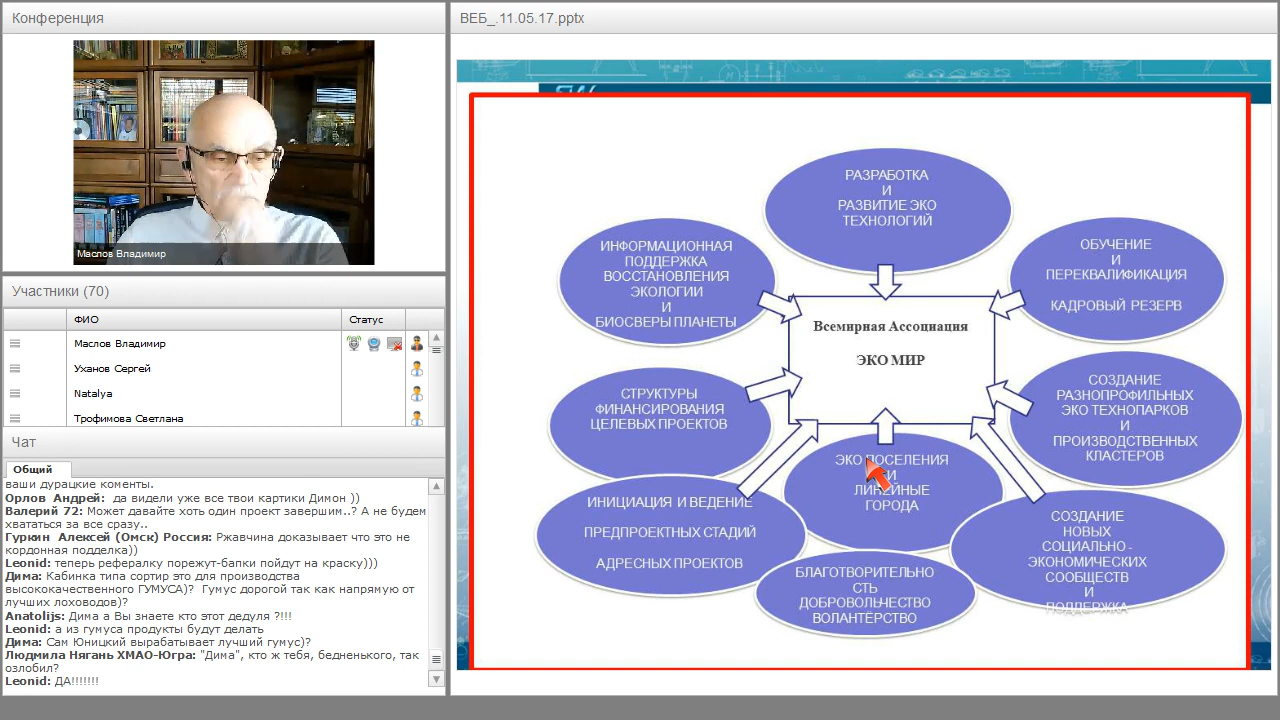 Конференция
Маслов Владимир
Участники (70)
ФИО
Статус
Маслов Владимир
Уханов Сергей
Natalya
Трофимова Светлана
Чат
Общий
ваши дурацкие коменты.
Орлов Андрей: да видели уже все твои картики Димон ))
Валерий 72: Может давайте хоть один проект завершим..? А не будем
хвататься за все сразу..
Гуркин Алексей (Омск) Россия: Ржавчина доказывает что это не
кордонная подделка))
Leonid: теперь рефералку порежут-бапки пойдут на красо))))
Дима: Кабинка типа сортир это для производства
высококачественного ГУМУСА)? Гумус дорогой так как напрямую от
лучших лоховодов)?
Anatolijs: Дима а Вы знаете кто этот дедуля ?!!!
Leonid: а из гумуса продукты будут делать
Дима: Сам Юницкий вырабатывает лучший гумус)?
Людмила Нягань ХМАО-Югра: "Дима", кто ж тебя, бедненького, так
озлобил?
Leonid: ДА!!!!!!!
ВЕБ_.11.05.17.pptx
РАЗРАБОТКА
И
РАЗВИТИЕ ЭКО
ТЕХНОЛОГИЙ
ИНФОРМАЦИОННАЯ
ПОДДЕРЖКА
ВОССТАНОВЛЕНИЯ
ЭКОЛОГИИ
И
БИОСВЕРЫ ПЛАНЕТЫ
ОБУЧЕНИЕ
И
ПЕРЕКВАЛИФИКАЦИЯ
КАДРОВЫЙ РЕЗЕРВ
Всемирная Ассоциация
ЭКО МИР
СТРУКТУРЫ
ФИНАНСИРОВАНИЯ
ЦЕЛЕВЫХ ПРОЕКТОВ
СОЗДАНИЕ
РАЗНОПРОФИЛЬНЫХ
ЭКО ТЕХНОПАРКОВ
И
ПРОИЗВОДСТВЕННЫХ
КЛАСТЕРОВ
ЭКО ПОСЕЛЕНИЯ
И
ЛИНЕЙНЫЕ
ГОРОДА
ИНИЦИАЦИЯ И ВЕДЕНИЕ
ПРЕДПРОЕКТНЫХ СТАДИЙ
АДРЕСНЫХ ПРОЕКТОВ
СОЗДАНИЕ
НОВЫХ
СОЦИАЛЬНО -
ЭКОНОМИЧЕСКИХ
СООБЩЕСТВ
И
ПОДДЕРЖКА
БЛАГОТВОРИТЕЛЬНО
СТЬ
ДОБРОВОЛЬЧЕСТВО
ВОЛАНТЁРСТВО